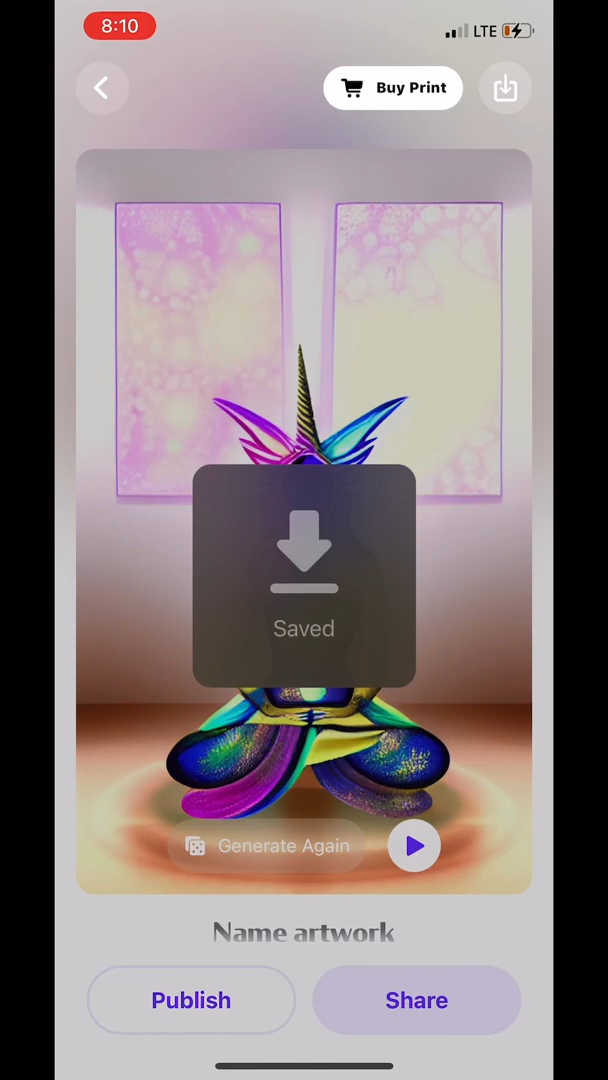 8:10
LTE
Buy Print
Saved
Generate Again
Name artwork
Publish
Share